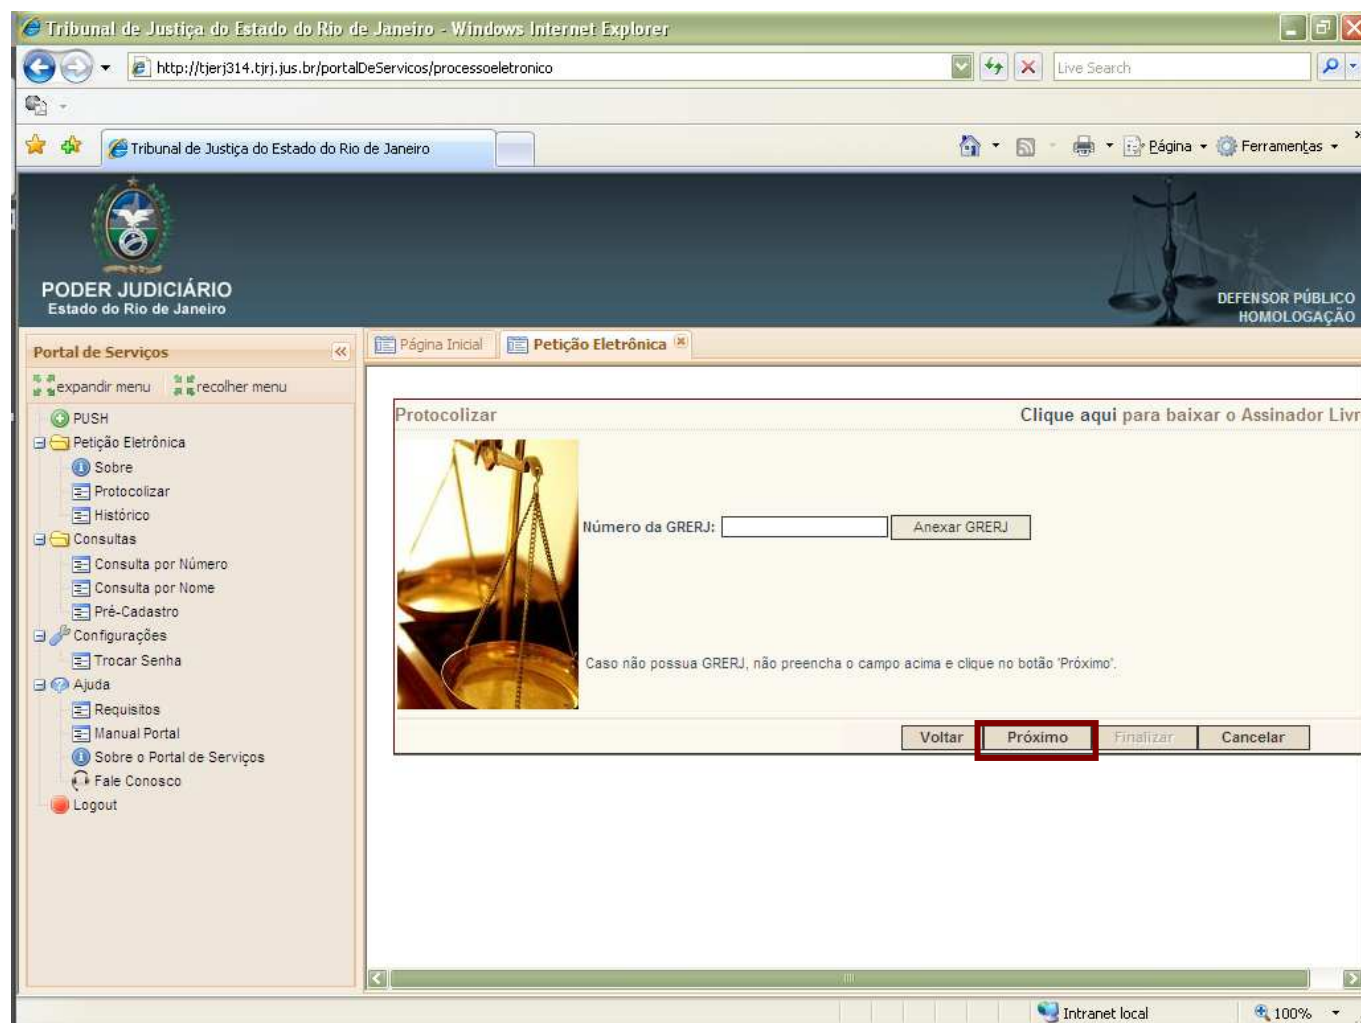 Tribunal de Justiça do Estado do Rio de Janeiro - Windows Internet Explorer
http://tjerj314.tjrj.jus.br/portalDeServicos/processoeletronico
Live Search
Tribunal de Justiça do Estado do Rio de Janeiro
Página
Ferramentas
PODER JUDICIÁRIO
Estado do Rio de Janeiro
DEFENSOR PÚBLICO
HOMOLOGAÇÃO
Portal de Serviços
Página Inicial
Petição Eletrônica
expandir menu
recolher menu
PUSH
Petição Eletrônica
Sobre
Protocolizar
Histórico
Consultas
Consulta por Número
Consulta por Nome
Pré-Cadastro
Configurações
Trocar Senha
Ajuda
Requisitos
Manual Portal
Sobre o Portal de Serviços
Fale Conosco
Logout
Protocolizar
Clique aqui para baixar o Assinador Livr
Número da GRERJ:
Anexar GRERJ
Caso não possua GRERJ, não preencha o campo acima e clique no botão 'Próximo'.
Voltar
Próximo
Finalizar
Cancelar
Intranet local
100%